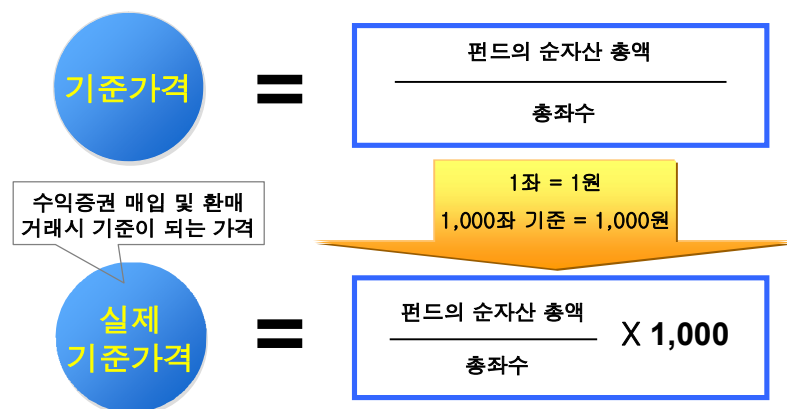 기준가격
=
펀드의 순자산 총액
총좌수
1좌 = 1원
1,000좌 기준 = 1,000원
수익증권 매입 및 환매
거래시 기준이 되는 가격
실제
기준가격
=
펀드의 순자산 총액
총좌수
X 1,000